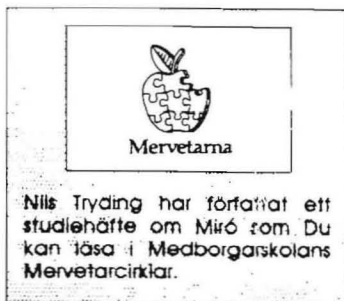 Mervetarna
Nils Tryding har författat ett
studiehäfte om Miró som Du
kan läsa i Medborgarskolans
Mervetarcirklar.